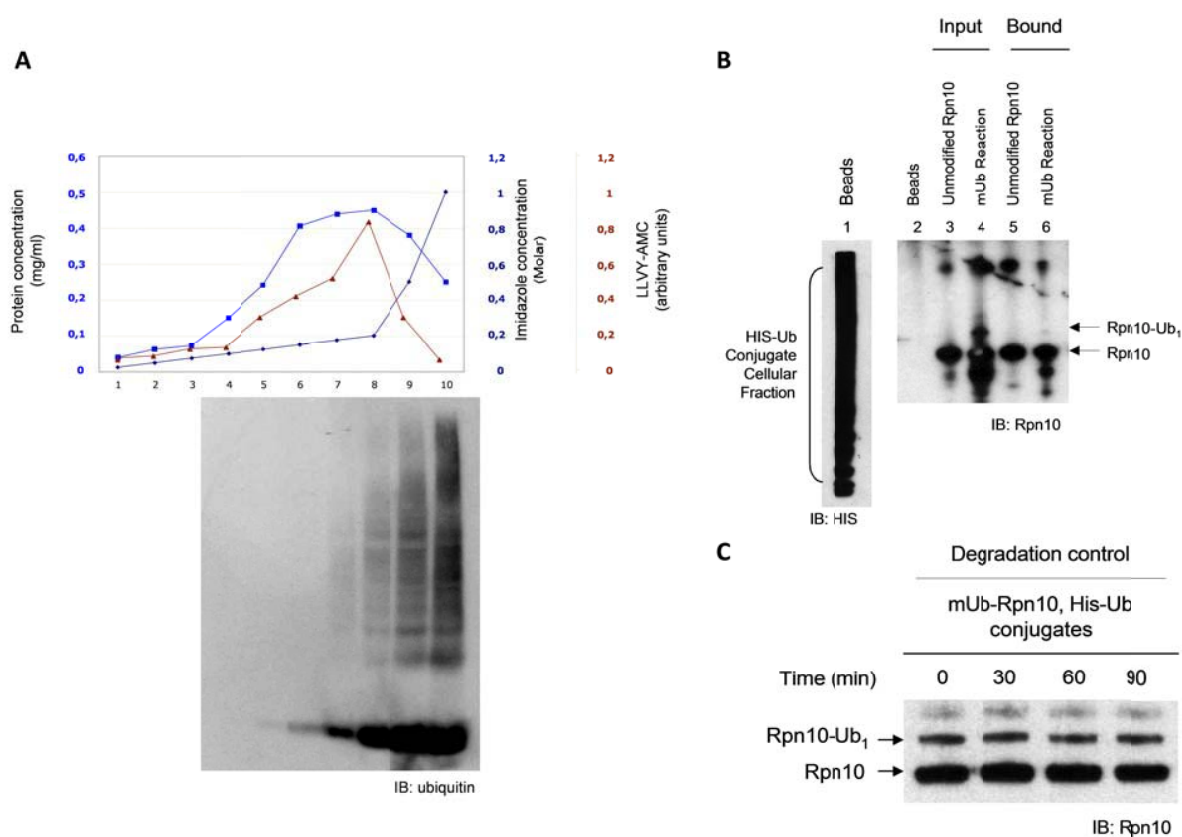 A
0,6
0,5
0,4
0,3
0,2
0,1
0
Protein concentration
(mg/ml)
1 2 3 4 5 6 7 8 9 10
1,2
1
0,8
0,6
0,4
0,2
0
Imidazole concentration
(Molar)
1,2
1
0,8
0,6
0,4
0,2
0
LLVY-AMC
(arbitrary units)
IB: ubiquitin
B
Input Bound
Beads
Beads
Unmodified Rpn10
mUb Reaction
Unmodified Rpn10
mUb Reaction
1 2 3 4 5 6
HIS-Ub
Conjugate
Cellular
Fraction
Rpn10-Ub1
Rpn10
IB: Rpn10
IB: HIS
C
Degradation control
mUb-Rpn10, His-Ub
conjugates
Time (min) 0 30 60 90
Rpn10-Ub1
Rpn10
IB: Rpn10